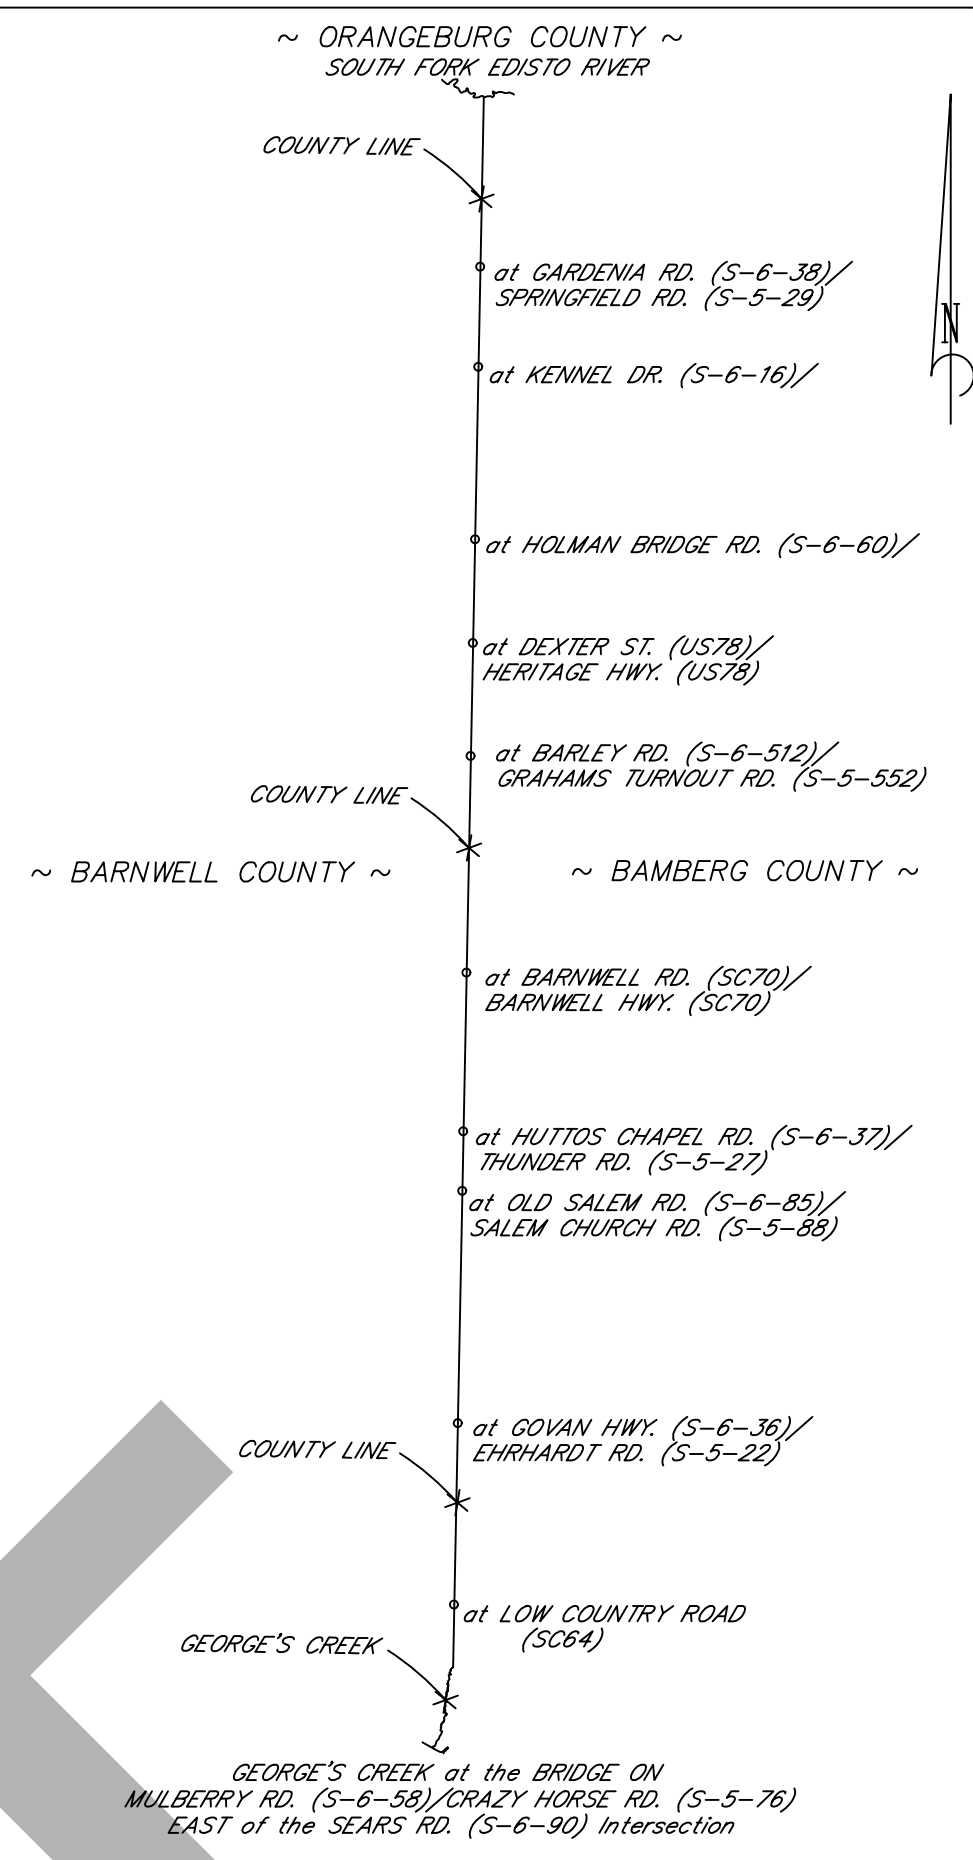 ~ ORANGEBURG COUNTY ~
SOUTH FORK EDISTO RIVER
COUNTY LINE
at GARDENIA RD. (S-6-38)/
SPRINGFIELD RD. (S-5-29)
N
at KENNEL DR. (S-6-16)/
at HOLMAN BRIDGE RD. (S-6-60)/
at DEXTER ST. (US78)/
HERITAGE HWY. (US78)
at BARLEY RD. (S-6-512)/
GRAHAMS TURNOUT RD. (S-5-552)
COUNTY LINE
~ BARNWELL COUNTY ~
~ BAMBERG COUNTY ~
at BARNWELL RD. (SC70)/
BARNWELL HWY. (SC70)
at HUTTOS CHAPEL RD. (S-6-37)/
THUNDER RD. (S-5-27)
at OLD SALEM RD. (S-6-85)/
SALEM CHURCH RD. (S-5-88)
at GOVAN HWY. (S-6-36)/
EHRHARDT RD. (S-5-22)
COUNTY LINE
at LOW COUNTRY ROAD
(SC64)
GEORGE'S CREEK
GEORGE'S CREEK at the BRIDGE ON
MULBERRY RD. (S-6-58)/CRAZY HORSE RD. (S-5-76)
EAST of the SEARS RD. (S-6-90) Intersection